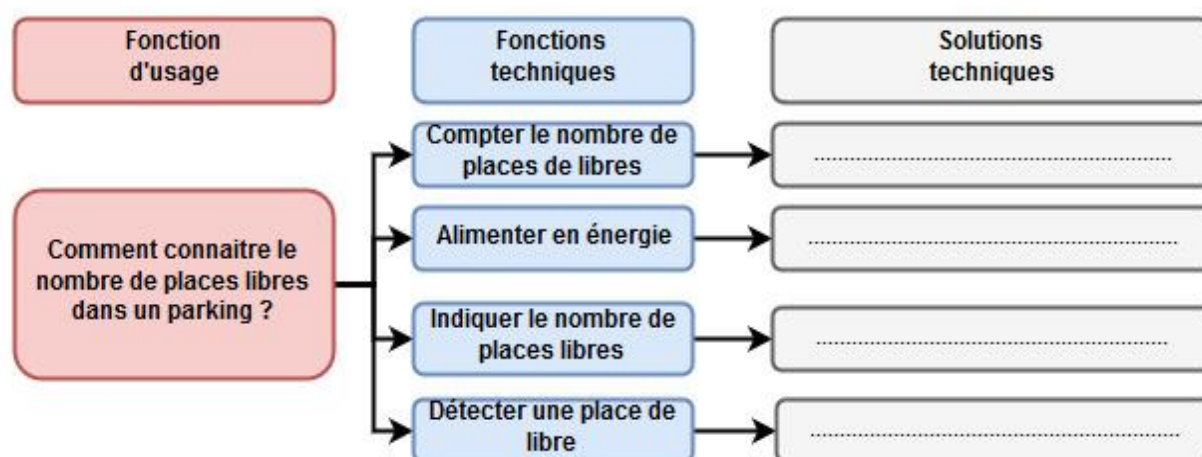 Fonction
d'usage
Fonctions
techniques
Solutions
techniques
Comment connaitre le
nombre de places libres
dans un parking ?
Compter le nombre de
places de libres
Alimenter en énergie
Indiquer le nombre de
places libres
Détecter une place de
libre